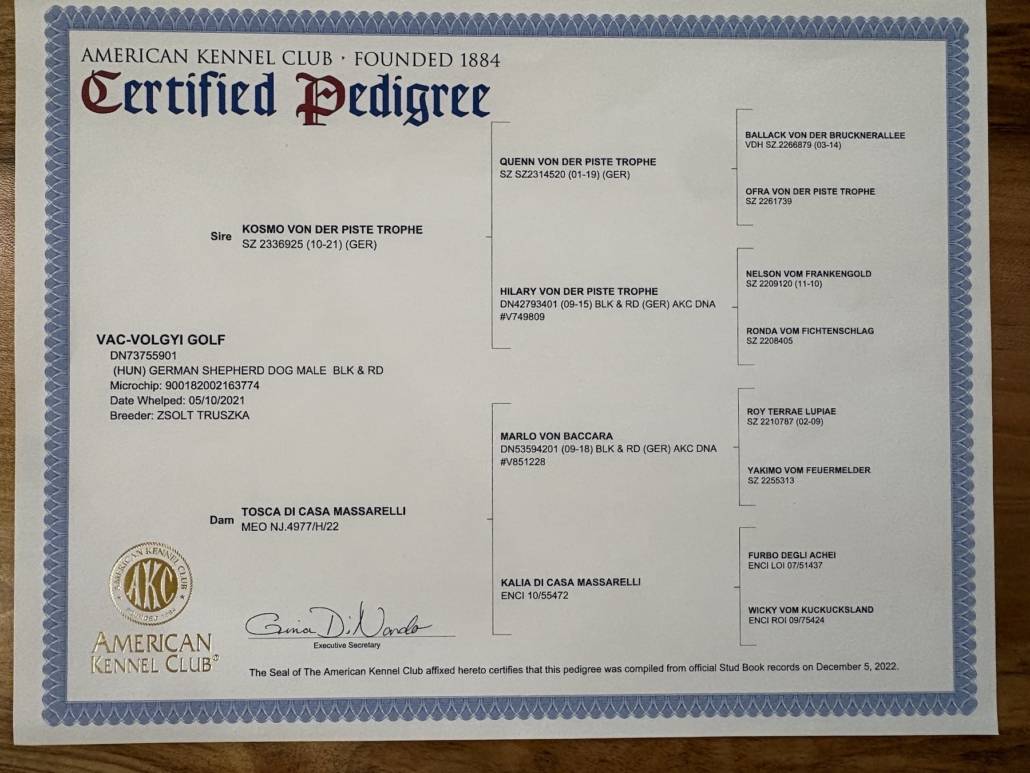 AMERICAN KENNEL CLUB · FOUNDED 1884
Certified Pedigree
BALLACK VON DER BRUCKNERALLEE
VDH SZ.2266879 (03-14)
QUENN VON DER PISTE TROPHE
SZ SZ2314520 (01-19) (GER)
OFRA VON DER PISTE TROPHE
SZ 2261739
Sire
KOSMO VON DER PISTE TROPHE
SZ 2336925 (10-21) (GER)
NELSON VOM FRANKENGOLD
SZ 2209120 (11-10)
HILARY VON DER PISTE TROPHE
DN42793401 (09-15) BLK & RD (GER) AKC DNA
#V749809
RONDA VOM FICHTENSCHLAG
SZ 2208405
VAC-VOLGYI GOLF
DN73755901
(HUN) GERMAN SHEPHERD DOG MALE BLK & RD
Microchip: 900182002163774
Date Whelped: 05/10/2021
Breeder: ZSOLT TRUSZKA
ROY TERRAE LUPIAE
SZ 2210787 (02-09)
MARLO VON BACCARA
DN53594201 (09-18) BLK & RD (GER) AKC DNA
#V851228
YAKIMO VOM FEUERMELDER
SZ 2255313
Dam
TOSCA DI CASA MASSARELLI
MEO NJ.4977/H/22
FURBO DEGLI ACHEI
ENCI LOI 07/51437
KALIA DI CASA MASSARELLI
ENCI 10/55472
WICKY VOM KUCKUCKSLAND
ENCI ROI 09/75424
AMERICAN KENNEL CLUB
AKC
FOUNDED 1884
AMERICAN
KENNEL CLUB®
Gina DiNardo
Executive Secretary
The Seal of The American Kennel Club affixed hereto certifies that this pedigree was compiled from official Stud Book records on December 5, 2022.